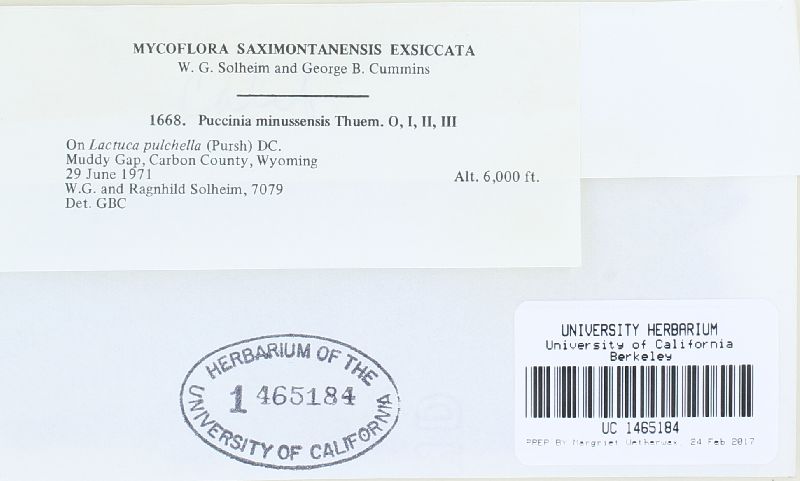 MYCOFLORA SAXIMONTANENSIS EXSICCATA
W. G. Solheim and George B. Cummins
1668. Puccinia minussensis Thuem. O, I, II, III
On Lactuca pulchella (Pursh) DC.
Muddy Gap, Carbon County, Wyoming
29 June 1971
Alt. 6,000 ft.
W.G. and Ragnhild Solheim, 7079
Det. GBC
HERBARIUM OF THE
1 465184
UNIVERSITY OF CALIFORNIA
UNIVERSITY HERBARIUM
University of California
Berkeley
UC 1465184
PREP BY Margriet Wetherwax, 24 Feb 2017